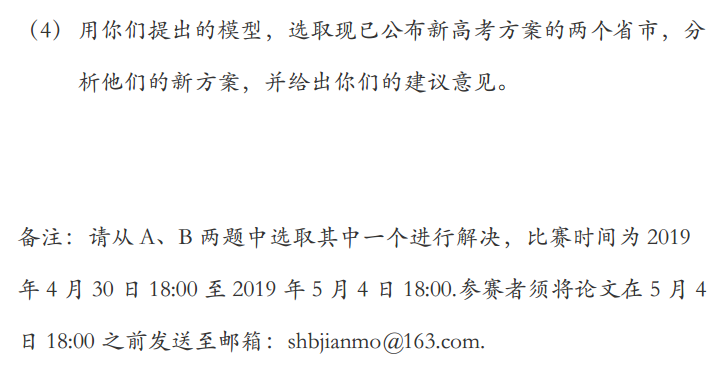 （4） 用你们提出的模型，选取现已公布新高考方案的两个省市，分
析他们的新方案，并给出你们的建议意见。
备注：请从 A、B 两题中选取其中一个进行解决，比赛时间为 2019
年 4 月 30 日 18:00 至 2019 年 5 月 4 日 18:00.参赛者须将论文在 5 月 4
日 18:00 之前发送至邮箱：shbjianmo@163.com.